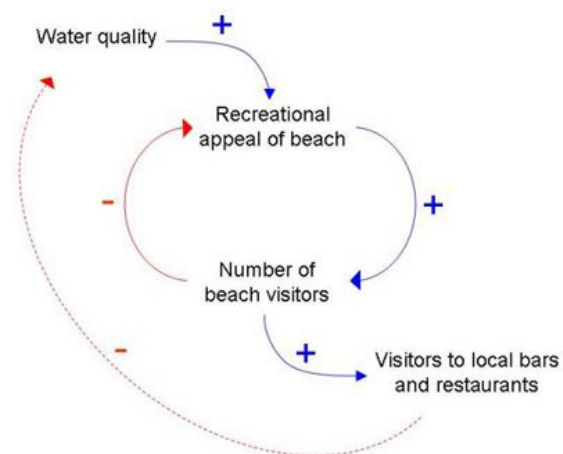 +
Water quality
Recreational
appeal of beach
-
+
Number of
beach visitors
-
+
Visitors to local bars
and restaurants